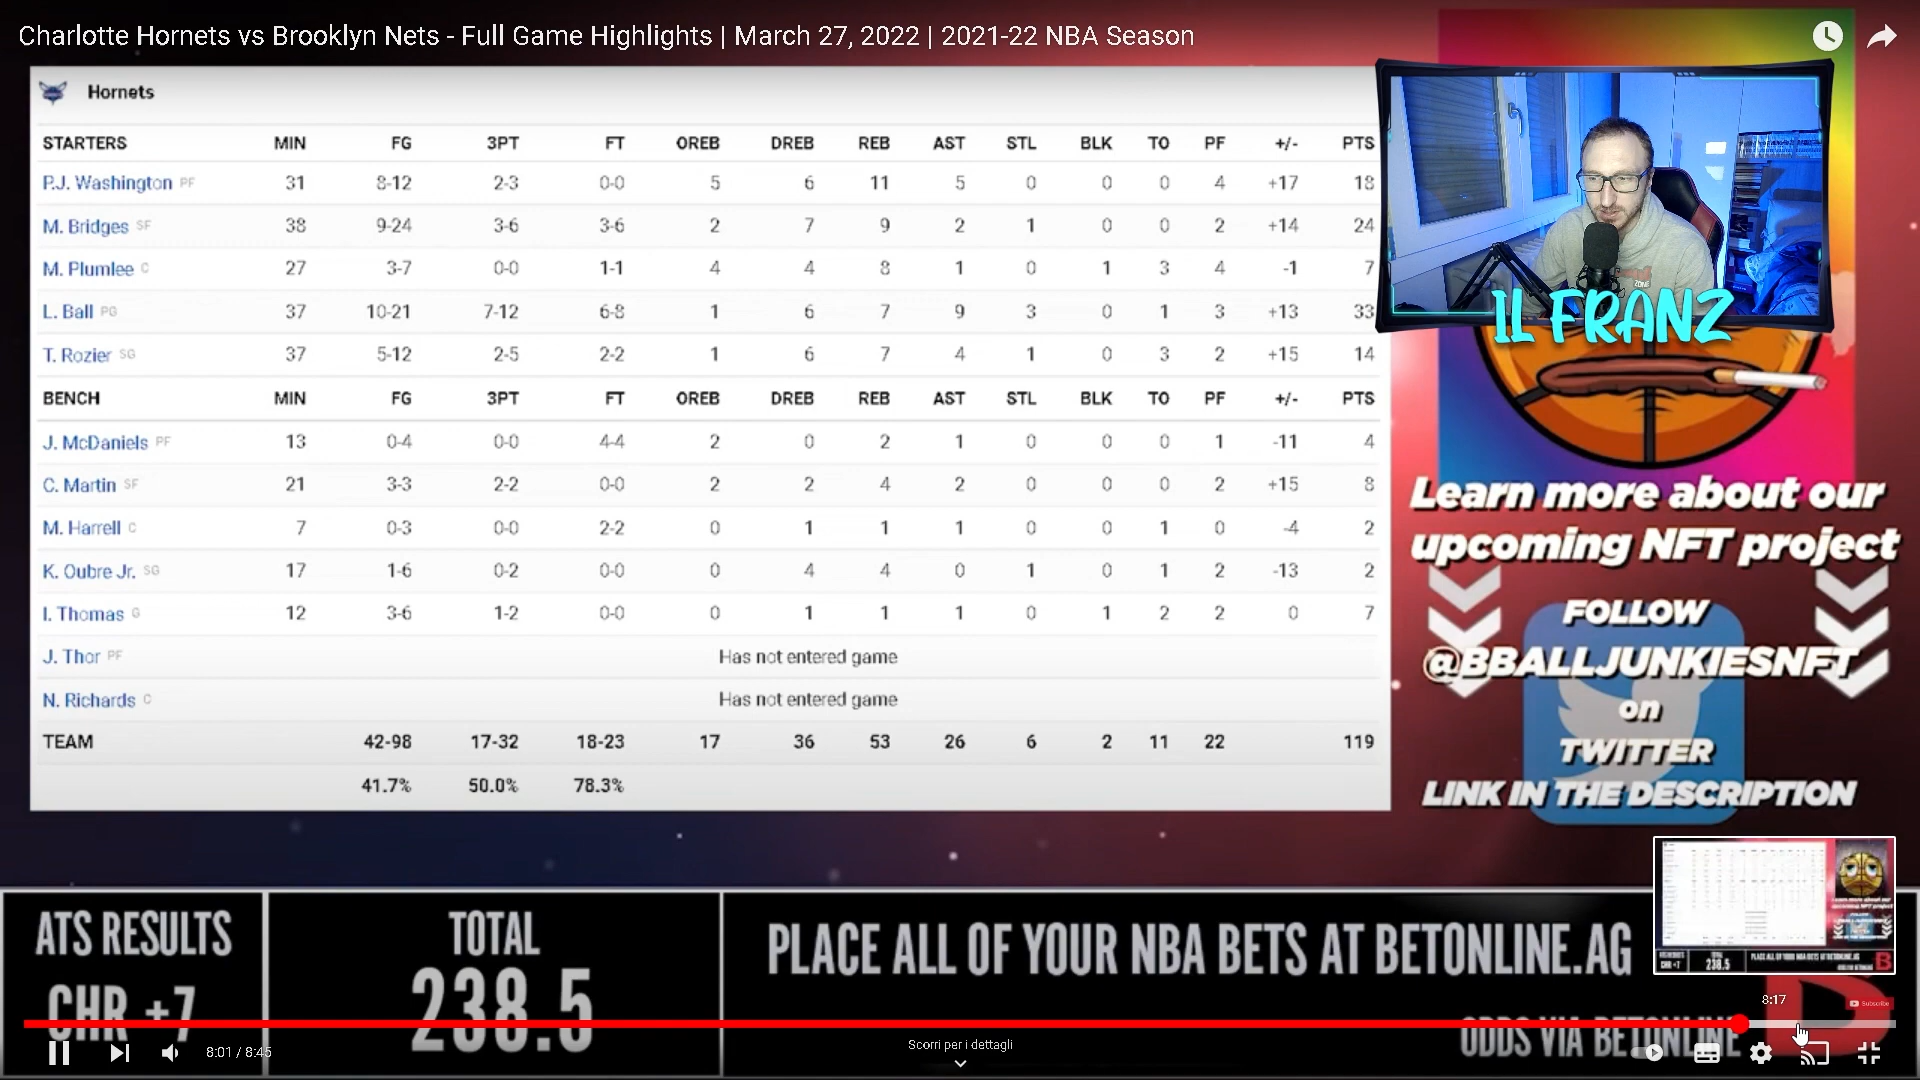 Charlotte Hornets vs Brooklyn Nets - Full Game Highlights | March 27, 2022 | 2021-22 NBA Season
Hornets
STARTERS MIN FG 3PT FT OREB DREB REB AST STL BLK TO PF +/- PTS
P.J. Washington PF 31 8-12 2-3 0-0 5 6 11 5 0 0 0 4 +17 18
M. Bridges SF 38 9-24 3-6 3-6 2 7 9 2 1 0 0 2 +14 24
M. Plumlee C 27 3-7 0-0 1-1 4 4 8 1 0 1 3 4 -1 7
L. Ball PG 37 10-21 7-12 6-8 1 6 7 9 3 0 1 3 +13 33
T. Rozier SG 37 5-12 2-5 2-2 1 6 7 4 1 0 3 2 +15 14
BENCH MIN FG 3PT FT OREB DREB REB AST STL BLK TO PF +/- PTS
J. McDaniels PF 13 0-4 0-0 4-4 2 0 2 1 0 0 0 1 -11 4
C. Martin SF 21 3-3 2-2 0-0 2 2 4 2 0 0 0 2 +15 8
M. Harrell C 7 0-3 0-0 2-2 0 1 1 1 0 0 1 0 -4 2
K. Oubre Jr. SG 17 1-6 0-2 0-0 0 4 4 0 1 0 1 2 -13 2
I. Thomas G 12 3-6 1-2 0-0 0 1 1 1 0 1 2 2 0 7
J. Thor PF Has not entered game
N. Richards C Has not entered game
TEAM 42-98 17-32 18-23 17 36 53 26 6 2 11 22 119
41.7% 50.0% 78.3%
IL FRANZ
Learn more about our
upcoming NFT project
FOLLOW
@BBALLJUNKIESNFT
on
TWITTER
LINK IN THE DESCRIPTION
ATS RESULTS
CHR +7
TOTAL
238.5
PLACE ALL OF YOUR NBA BETS AT BETONLINE.AG
ODDS VIA BETONLINE
238.5
8:17
Subscribe
8:01 / 8:45
Scorri per i dettagli